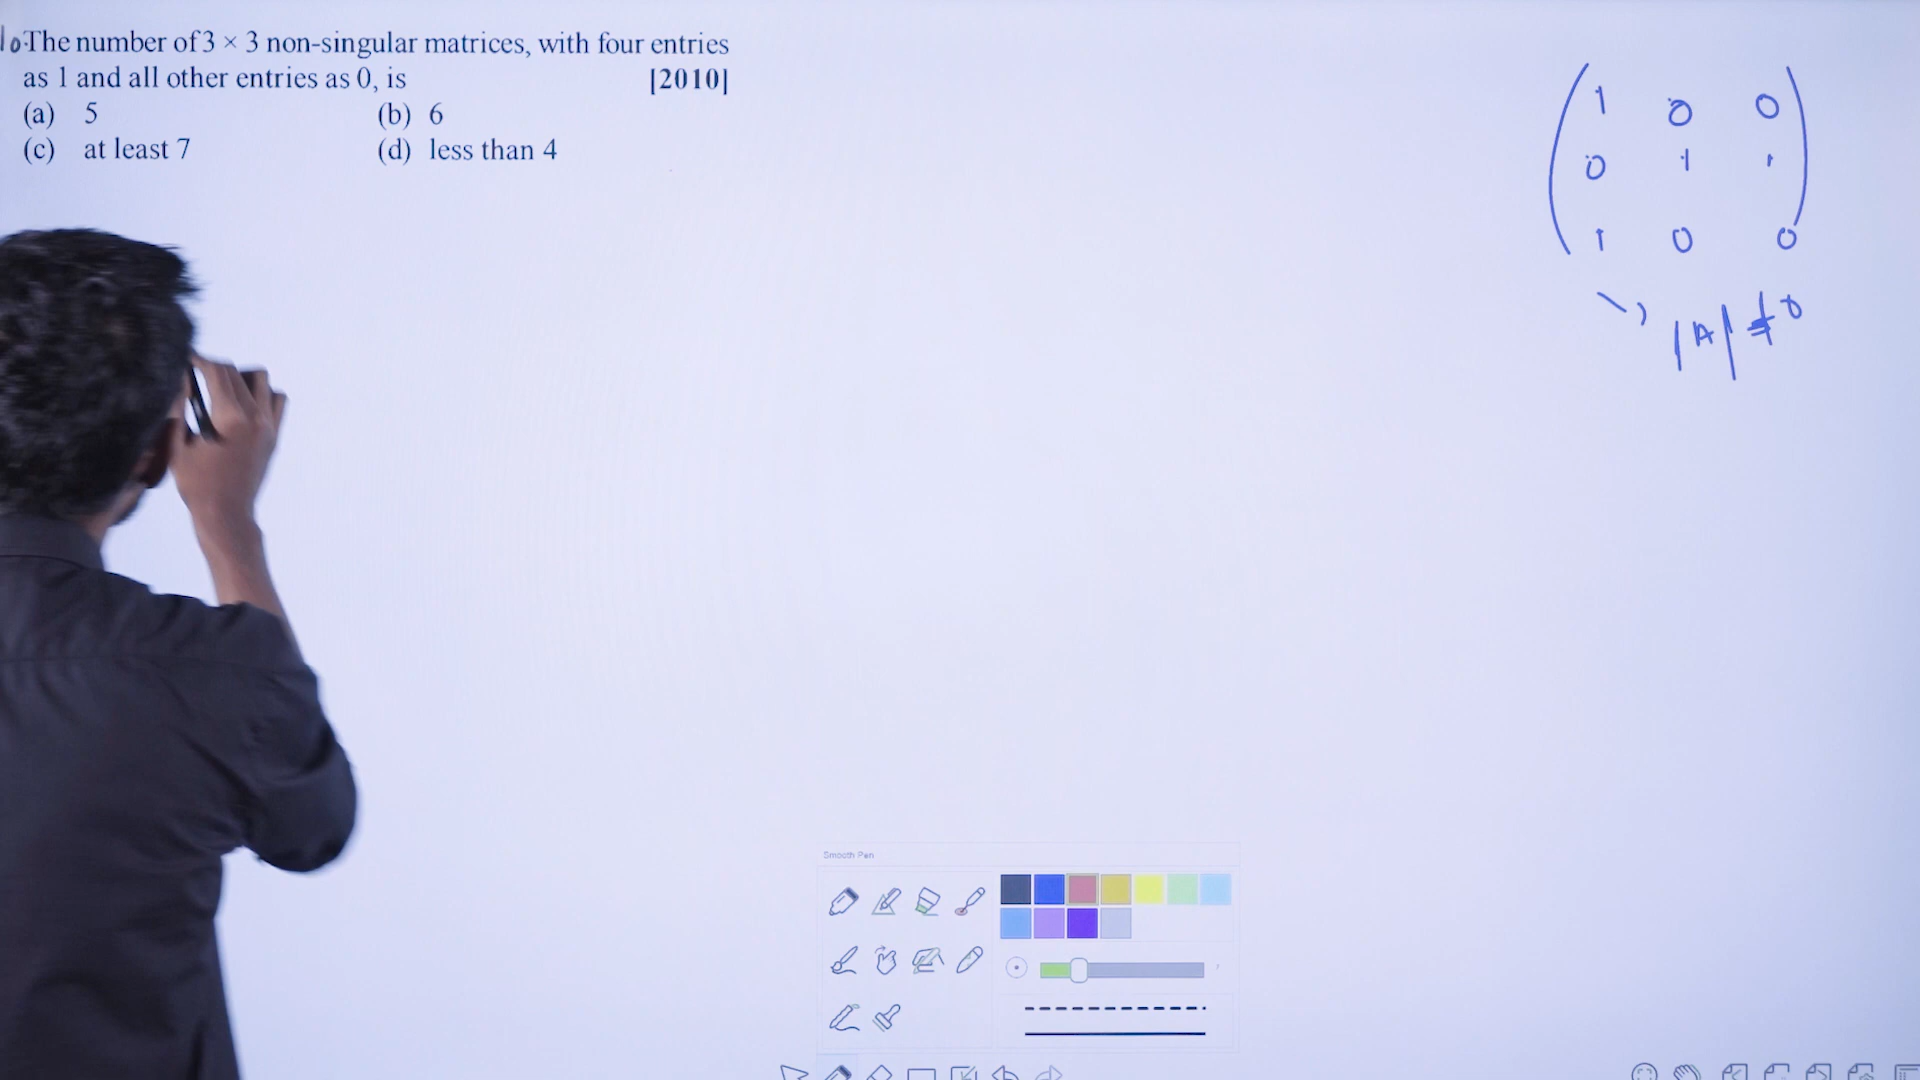 10. The number of 3 × 3 non-singular matrices, with four entries
as 1 and all other entries as 0, is [2010]
(a) 5 (b) 6
(c) at least 7 (d) less than 4
1 0 0
0 1 1
1 0 0
|A| ≠ 0
Smooth Pen